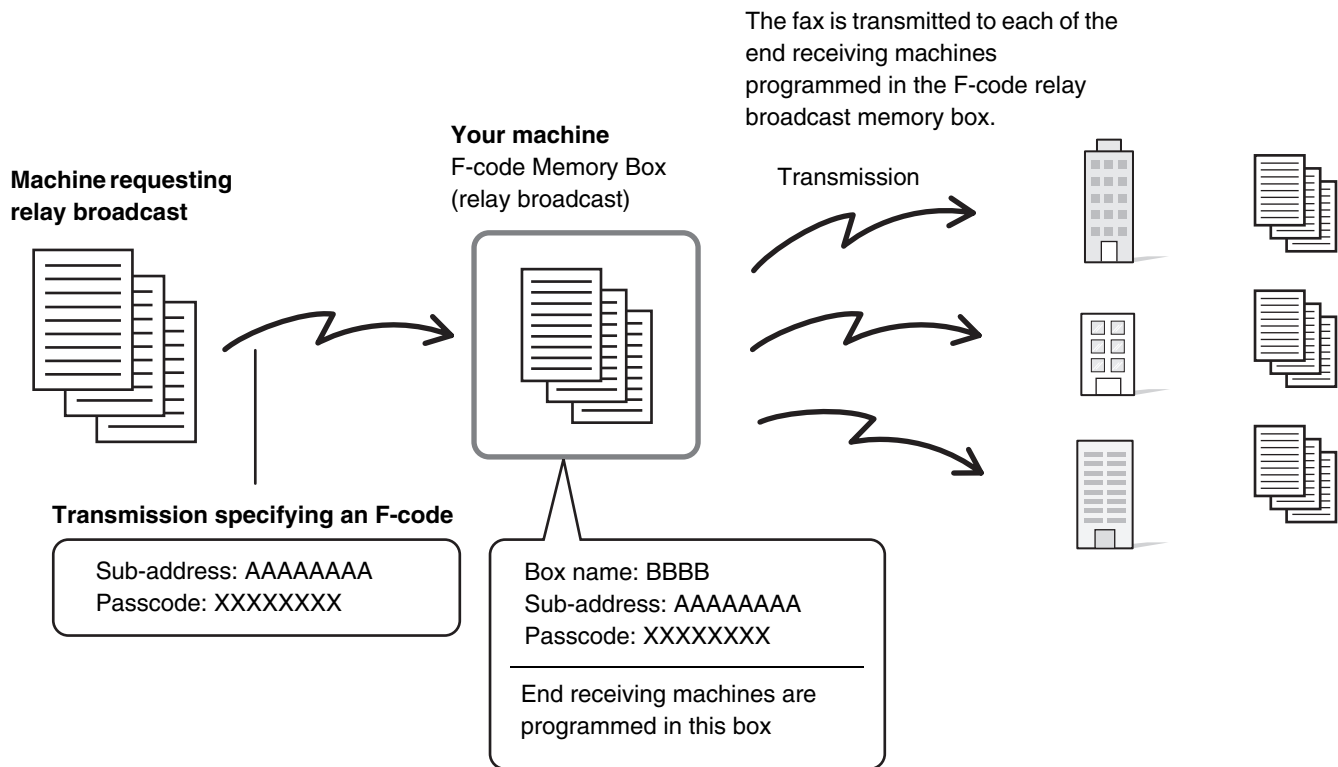 The fax is transmitted to each of the
end receiving machines
programmed in the F-code relay
broadcast memory box.
Your machine
F-code Memory Box
(relay broadcast)
Transmission
Machine requesting
relay broadcast
Transmission specifying an F-code
Sub-address: AAAAAAAA
Passcode: XXXXXXXX
Box name: BBBB
Sub-address: AAAAAAAA
Passcode: XXXXXXXX
End receiving machines are
programmed in this box